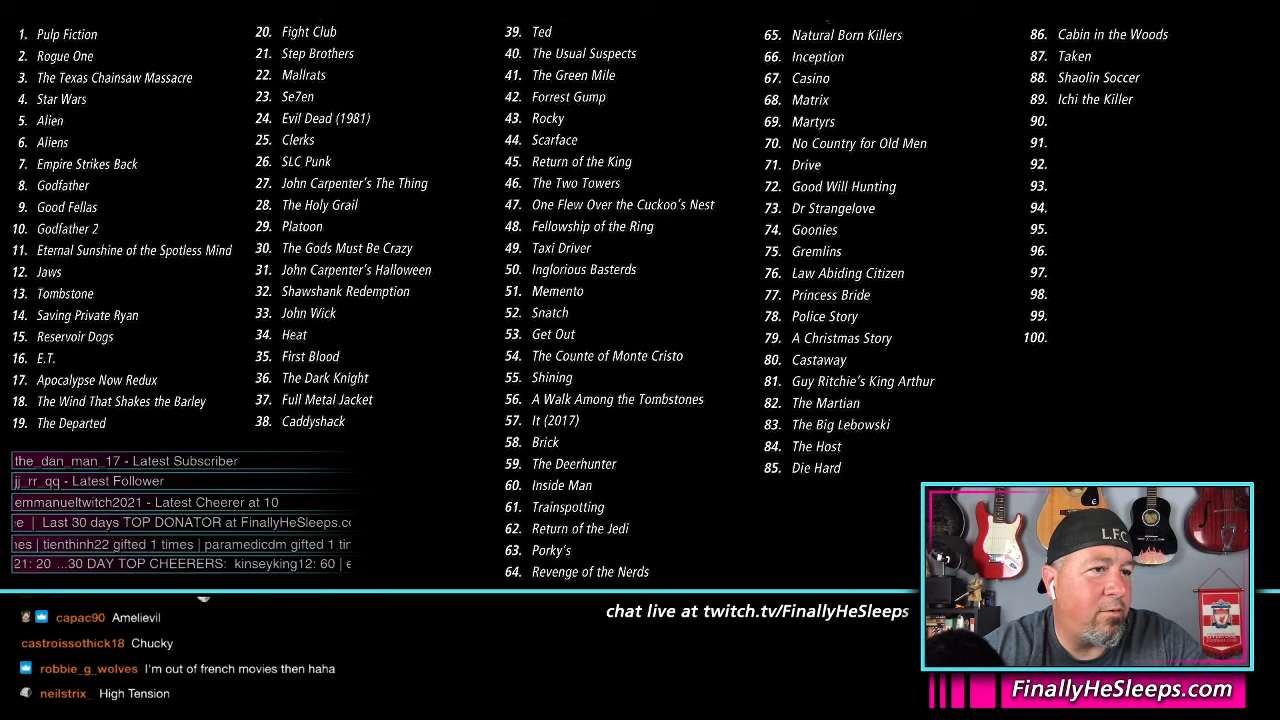 1. Pulp Fiction
2. Rogue One
3. The Texas Chainsaw Massacre
4. Star Wars
5. Alien
6. Aliens
7. Empire Strikes Back
8. Godfather
9. Good Fellas
10. Godfather 2
11. Eternal Sunshine of the Spotless Mind
12. Jaws
13. Tombstone
14. Saving Private Ryan
15. Reservoir Dogs
16. E.T.
17. Apocalypse Now Redux
18. The Wind That Shakes the Barley
19. The Departed
20. Fight Club
21. Step Brothers
22. Mallrats
23. Se7en
24. Evil Dead (1981)
25. Clerks
26. SLC Punk
27. John Carpenter's The Thing
28. The Holy Grail
29. Platoon
30. The Gods Must Be Crazy
31. John Carpenter's Halloween
32. Shawshank Redemption
33. John Wick
34. Heat
35. First Blood
36. The Dark Knight
37. Full Metal Jacket
38. Caddyshack
39. Ted
40. The Usual Suspects
41. The Green Mile
42. Forrest Gump
43. Rocky
44. Scarface
45. Return of the King
46. The Two Towers
47. One Flew Over the Cuckoo's Nest
48. Fellowship of the Ring
49. Taxi Driver
50. Inglorious Basterds
51. Memento
52. Snatch
53. Get Out
54. The Counte of Monte Cristo
55. Shining
56. A Walk Among the Tombstones
57. It (2017)
58. Brick
59. The Deerhunter
60. Inside Man
61. Trainspotting
62. Return of the Jedi
63. Porky's
64. Revenge of the Nerds
65. Natural Born Killers
66. Inception
67. Casino
68. Matrix
69. Martyrs
70. No Country for Old Men
71. Drive
72. Good Will Hunting
73. Dr Strangelove
74. Goonies
75. Gremlins
76. Law Abiding Citizen
77. Princess Bride
78. Police Story
79. A Christmas Story
80. Castaway
81. Guy Ritchie's King Arthur
82. The Martian
83. The Big Lebowski
84. The Host
85. Die Hard
86. Cabin in the Woods
87. Taken
88. Shaolin Soccer
89. Ichi the Killer
90.
91.
92.
93.
94.
95.
96.
97.
98.
99.
100.
the_dan_man_17 - Latest Subscriber
jj_rr_qq - Latest Follower
emmanueltwitch2021 - Latest Cheerer at 10
| Last 30 days TOP DONATOR at FinallyHeSleeps.co
nes | tienthinh22 gifted 1 times | paramedicdm gifted 1 tir
21: 20 ...30 DAY TOP CHEERERS: kinseyking12: 60 |
capac90 Amelievil
castroissothick18 Chucky
robbie_g_wolves I'm out of french movies then haha
neilstrix_ High Tension
chat live at twitch.tv/FinallyHeSleeps
L.F.C.
FinallyHeSleeps.com